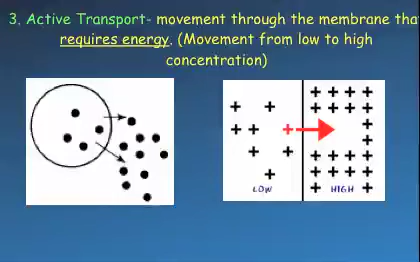 3. Active Transport- movement through the membrane tha
requires energy. (Movement from low to high
concentration)
LOW
HIGH